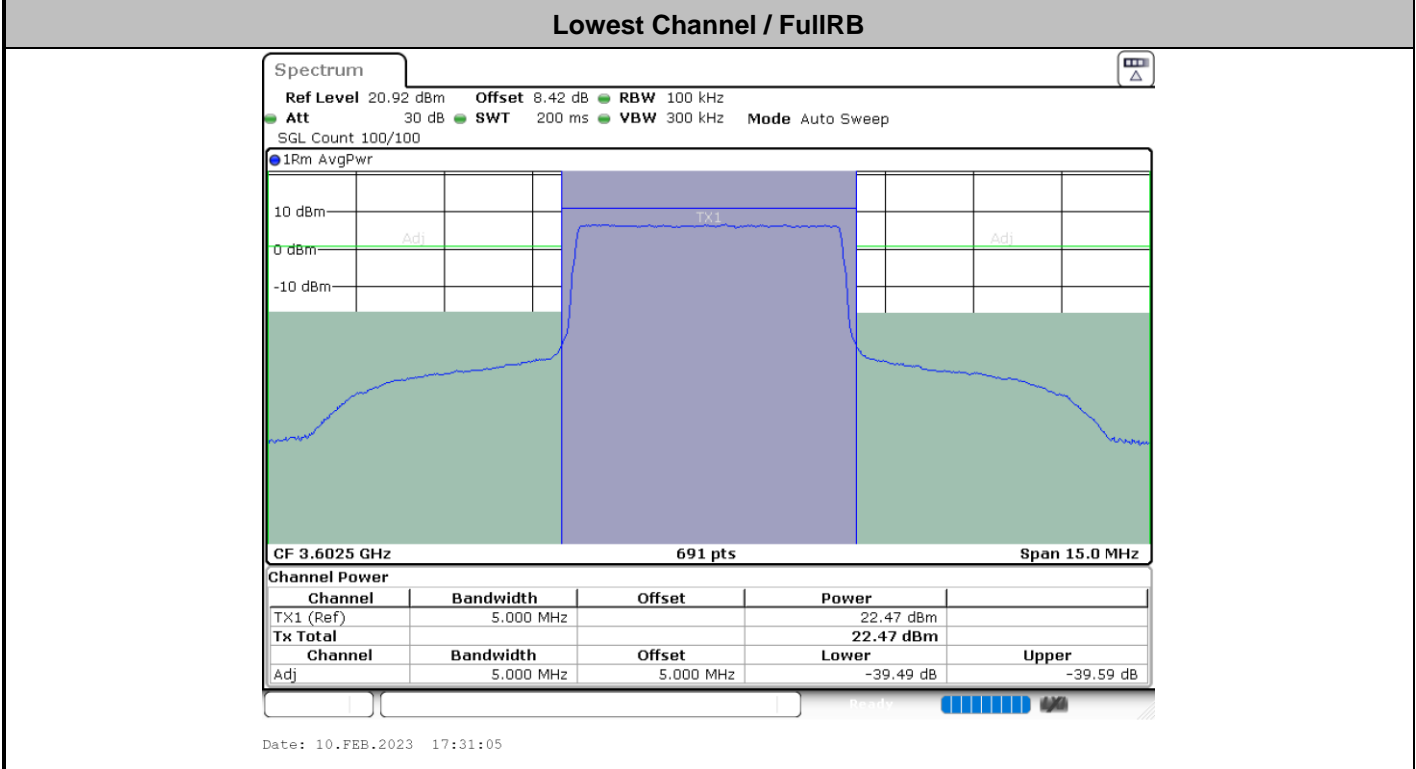 Lowest Channel / FullRB
Spectrum
Ref Level 20.92 dBm Offset 8.42 dB RBW 100 kHz
Att 30 dB SWT 200 ms VBW 300 kHz Mode Auto Sweep
SGL Count 100/100
1Rm AvgPwr
TX1
10 dBm
Adj Adj
0 dBm
-10 dBm
CF 3.6025 GHz 691 pts Span 15.0 MHz
Channel Power
Channel Bandwidth Offset Power
TX1 (Ref) 5.000 MHz 22.47 dBm
Tx Total 22.47 dBm
Channel Bandwidth Offset Lower Upper
Adj 5.000 MHz 5.000 MHz -39.49 dB -39.59 dB
Ready
Date: 10.FEB.2023 17:31:05